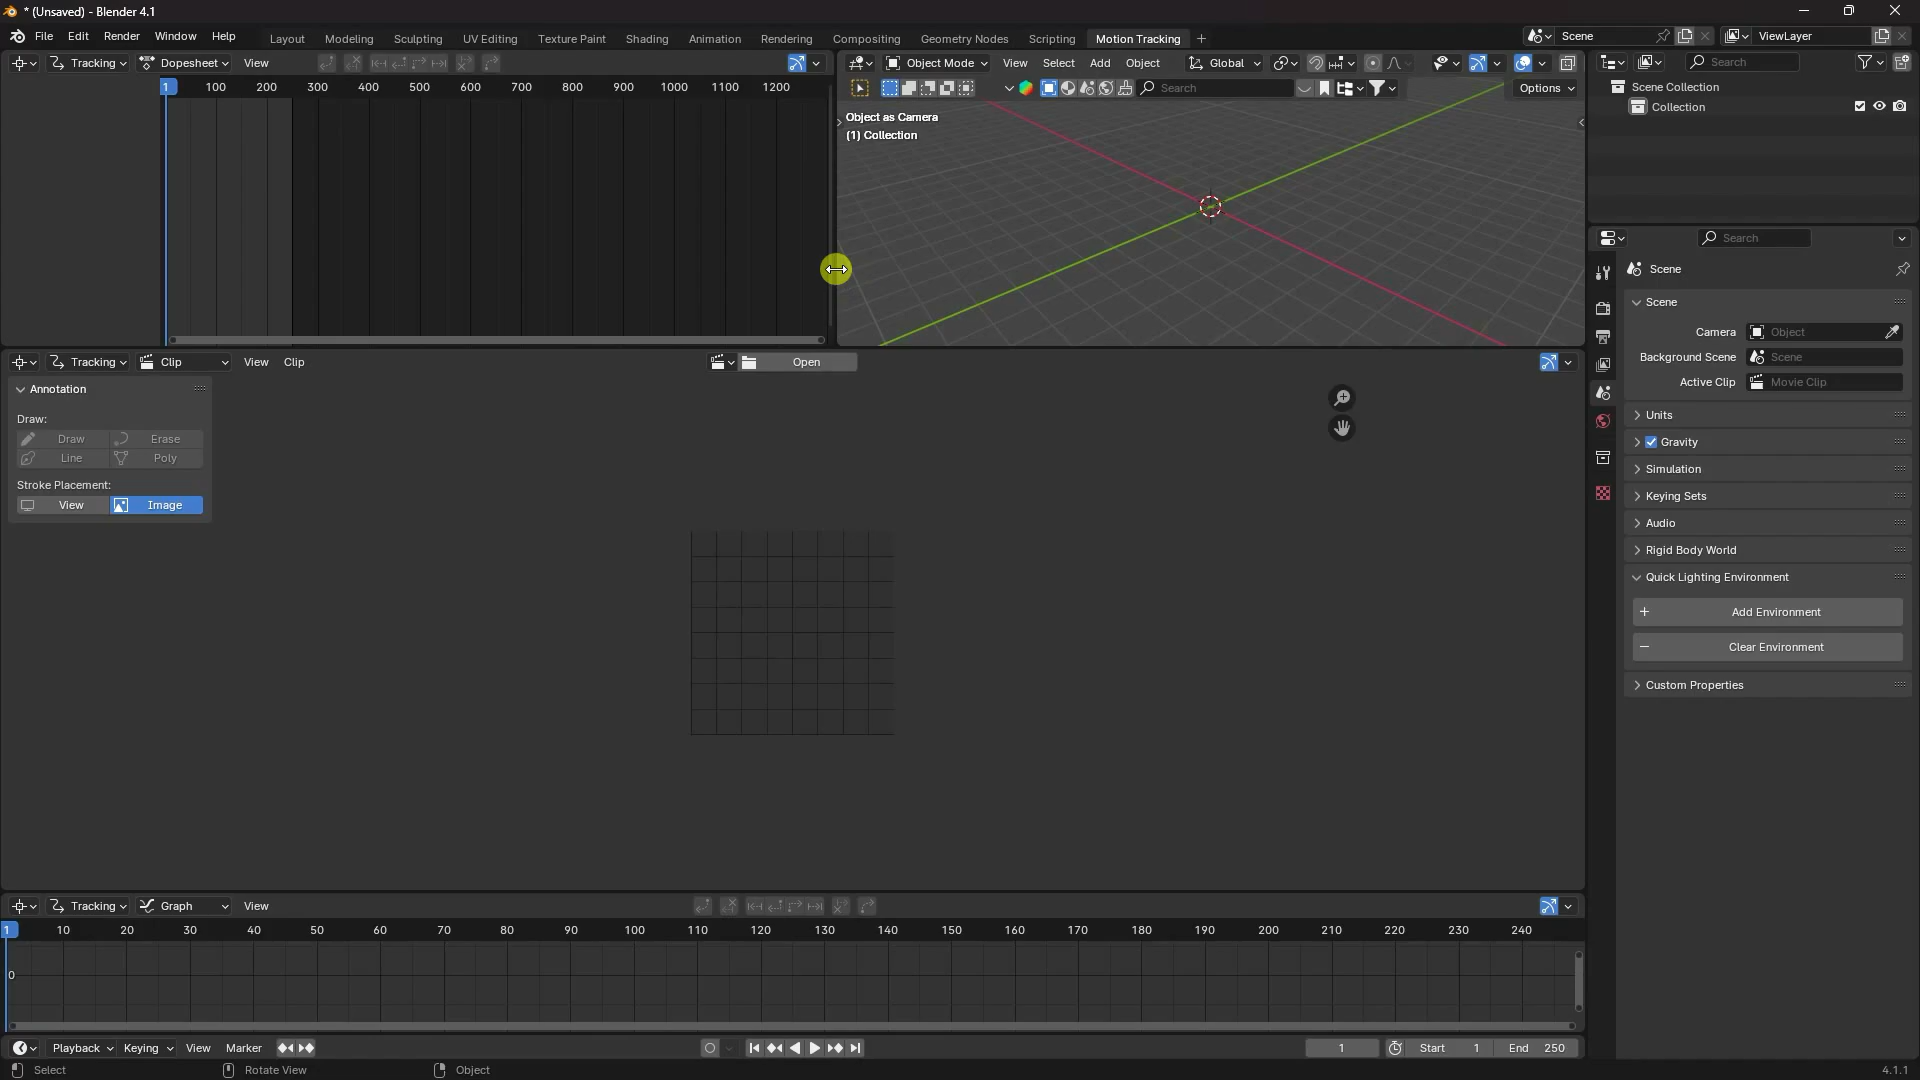 * (Unsaved) - Blender 4.1
File Edit Render Window Help Layout Modeling Sculpting UV Editing Texture Paint Shading Animation Rendering Compositing Geometry Nodes Scripting Motion Tracking + Scene ViewLayer
Tracking Dopesheet View
1 100 200 300 400 500 600 700 800 900 1000 1100 1200
Object Mode View Select Add Object Global
Search Options
Object as Camera
(1) Collection
Search
Scene Collection
Collection
Search
Scene
Scene
Camera Object
Background Scene Scene
Active Clip Movie Clip
Units
Gravity
Simulation
Keying Sets
Audio
Rigid Body World
Quick Lighting Environment
+ Add Environment
− Clear Environment
Custom Properties
Tracking Clip View Clip Open
Annotation
Draw:
Draw Erase
Line Poly
Stroke Placement:
View Image
Tracking Graph View
1 10 20 30 40 50 60 70 80 90 100 110 120 130 140 150 160 170 180 190 200 210 220 230 240
0
Playback Keying View Marker 1 Start 1 End 250
Select Rotate View Object 4.1.1